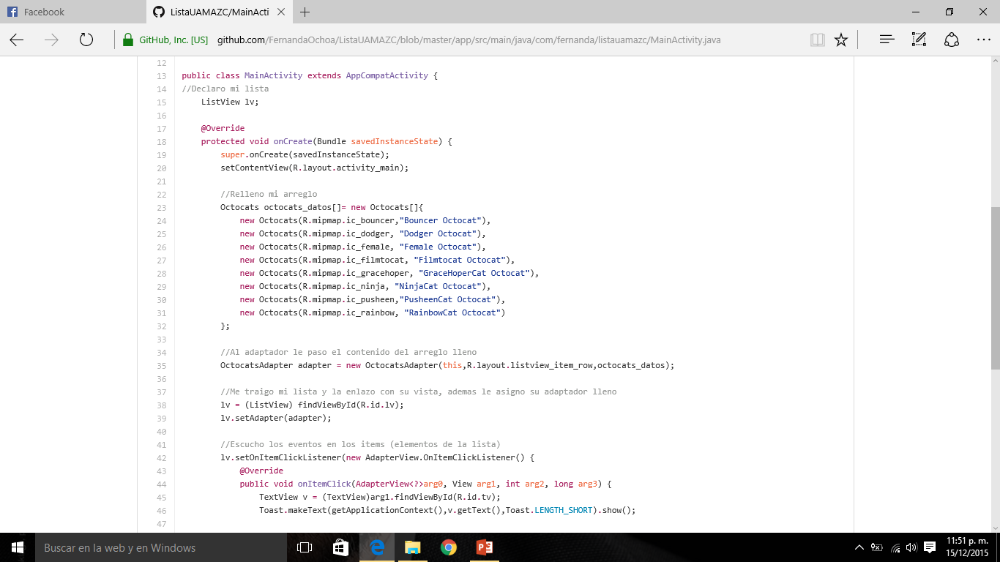 Facebook
ListaUAMAZC/MainActi
GitHub, Inc. [US] github.com/FernandaOchoa/ListaUAMAZC/blob/master/app/src/main/java/com/fernanda/listauamazc/MainActivity.java
12
13 public class MainActivity extends AppCompatActivity {
14 //Declaro mi lista
15 ListView lv;
16
17 @Override
18 protected void onCreate(Bundle savedInstanceState) {
19 super.onCreate(savedInstanceState);
20 setContentView(R.layout.activity_main);
21
22 //Relleno mi arreglo
23 Octocats octocats_datos[]= new Octocats[]{
24 new Octocats(R.mipmap.ic_bouncer,"Bouncer Octocat"),
25 new Octocats(R.mipmap.ic_dodger, "Dodger Octocat"),
26 new Octocats(R.mipmap.ic_female, "Female Octocat"),
27 new Octocats(R.mipmap.ic_filmtocat, "Filmtocat Octocat"),
28 new Octocats(R.mipmap.ic_gracehoper, "GraceHoperCat Octocat"),
29 new Octocats(R.mipmap.ic_ninja, "NinjaCat Octocat"),
30 new Octocats(R.mipmap.ic_pusheen,"PusheenCat Octocat"),
31 new Octocats(R.mipmap.ic_rainbow, "RainbowCat Octocat")
32 };
33
34 //Al adaptador le paso el contenido del arreglo lleno
35 OctocatsAdapter adapter = new OctocatsAdapter(this,R.layout.listview_item_row,octocats_datos);
36
37 //Me traigo mi lista y la enlazo con su vista, ademas le asigno su adaptador lleno
38 lv = (ListView) findViewById(R.id.lv);
39 lv.setAdapter(adapter);
40
41 //Escucho los eventos en los items (elementos de la lista)
42 lv.setOnItemClickListener(new AdapterView.OnItemClickListener() {
43 @Override
44 public void onItemClick(AdapterView<?>arg0, View arg1, int arg2, long arg3) {
45 TextView v = (TextView)arg1.findViewById(R.id.tv);
46 Toast.makeText(getApplicationContext(),v.getText(),Toast.LENGTH_SHORT).show();
47
Buscar en la web y en Windows
11:51 p. m.
15/12/2015